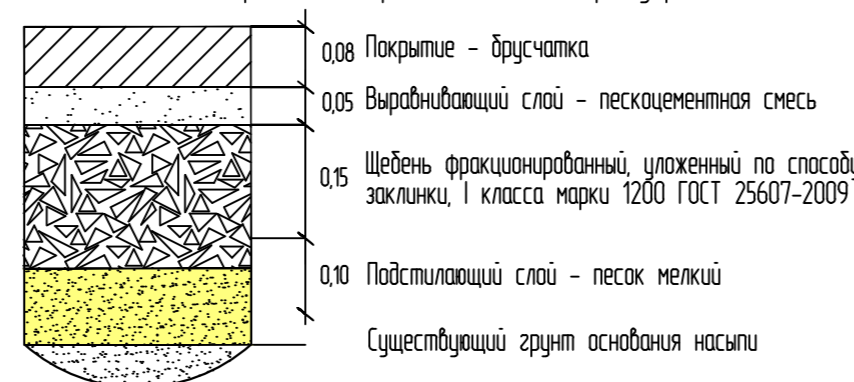 0,08 Покрытие - брусчатка
0,05 Выравнивающий слой - пескоцементная смесь
0,15 Щебень фракционированный, уложенный по способу
заклинки, I класса марки 1200 ГОСТ 25607-2009
0,10 Подстилающий слой - песок мелкий
Существующий грунт основания насыпи